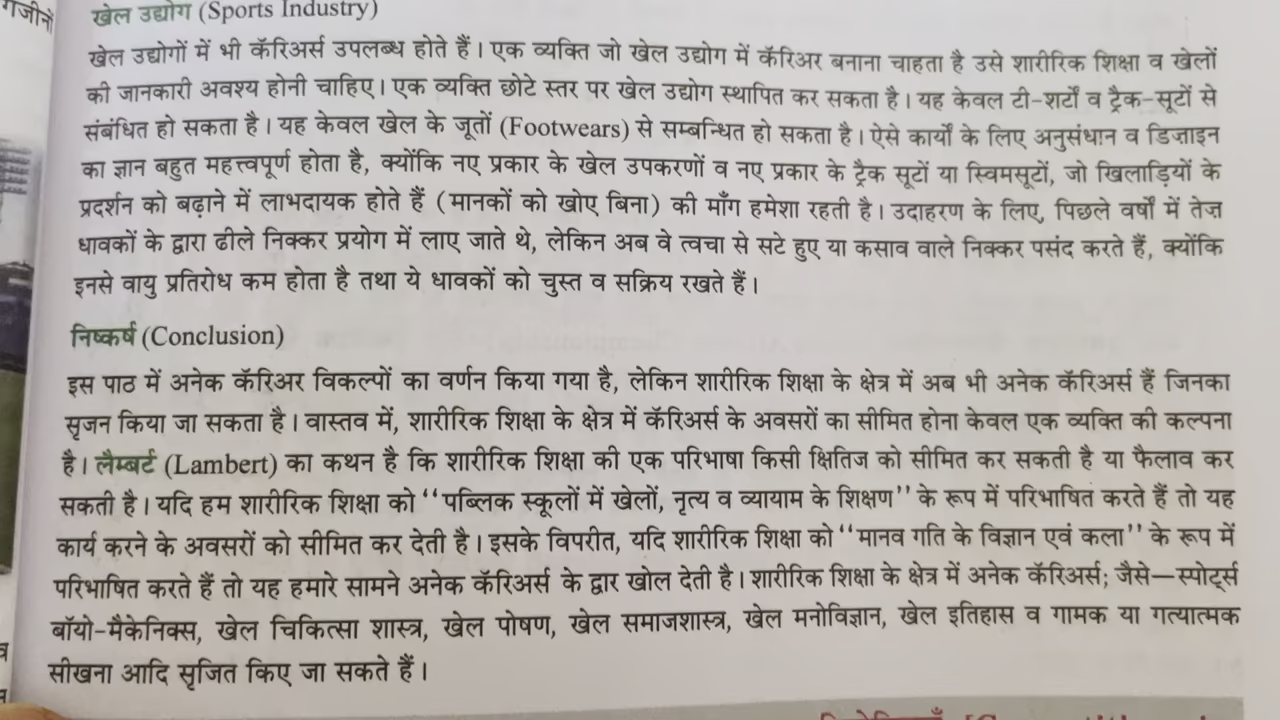 खेल उद्योग (Sports Industry)
खेल उद्योगों में भी कॅरिअर्स उपलब्ध होते हैं। एक व्यक्ति जो खेल उद्योग में कॅरिअर बनाना चाहता है उसे शारीरिक शिक्षा व खेलों
की जानकारी अवश्य होनी चाहिए। एक व्यक्ति छोटे स्तर पर खेल उद्योग स्थापित कर सकता है। यह केवल टी-शर्टों व ट्रैक-सूटों से
संबंधित हो सकता है। यह केवल खेल के जूतों (Footwears) से सम्बन्धित हो सकता है। ऐसे कार्यों के लिए अनुसंधान व डिज़ाइन
का ज्ञान बहुत महत्त्वपूर्ण होता है, क्योंकि नए प्रकार के खेल उपकरणों व नए प्रकार के ट्रैक सूटों या स्विमसूटों, जो खिलाड़ियों के
प्रदर्शन को बढ़ाने में लाभदायक होते हैं (मानकों को खोए बिना) की माँग हमेशा रहती है। उदाहरण के लिए, पिछले वर्षों में तेज़
धावकों के द्वारा ढीले निक्कर प्रयोग में लाए जाते थे, लेकिन अब वे त्वचा से सटे हुए या कसाव वाले निक्कर पसंद करते हैं, क्योंकि
इनसे वायु प्रतिरोध कम होता है तथा ये धावकों को चुस्त व सक्रिय रखते हैं।
निष्कर्ष (Conclusion)
इस पाठ में अनेक कॅरिअर विकल्पों का वर्णन किया गया है, लेकिन शारीरिक शिक्षा के क्षेत्र में अब भी अनेक कॅरिअर्स हैं जिनका
सृजन किया जा सकता है। वास्तव में, शारीरिक शिक्षा के क्षेत्र में कॅरिअर्स के अवसरों का सीमित होना केवल एक व्यक्ति की कल्पना
है। लैम्बर्ट (Lambert) का कथन है कि शारीरिक शिक्षा की एक परिभाषा किसी क्षितिज को सीमित कर सकती है या फैलाव कर
सकती है। यदि हम शारीरिक शिक्षा को ‘‘पब्लिक स्कूलों में खेलों, नृत्य व व्यायाम के शिक्षण’’ के रूप में परिभाषित करते हैं तो यह
कार्य करने के अवसरों को सीमित कर देती है। इसके विपरीत, यदि शारीरिक शिक्षा को ‘‘मानव गति के विज्ञान एवं कला’’ के रूप में
परिभाषित करते हैं तो यह हमारे सामने अनेक कॅरिअर्स के द्वार खोल देती है। शारीरिक शिक्षा के क्षेत्र में अनेक कॅरिअर्स; जैसे—स्पोर्ट्स
बॉयो-मैकेनिक्स, खेल चिकित्सा शास्त्र, खेल पोषण, खेल समाजशास्त्र, खेल मनोविज्ञान, खेल इतिहास व गामक या गत्यात्मक
सीखना आदि सृजित किए जा सकते हैं।